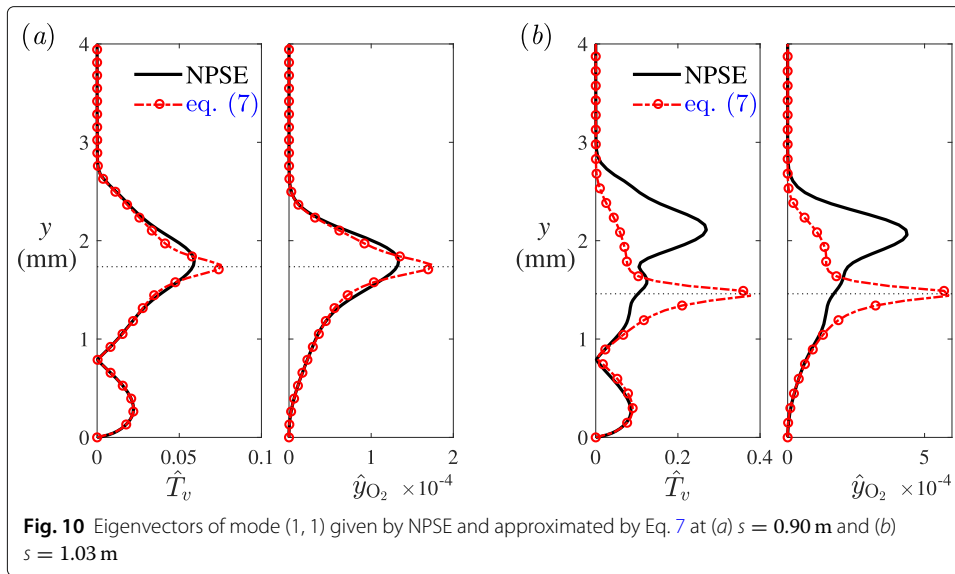 (a)
NPSE
eq. (7)
y
(mm)
4
3
2
1
0
0 0.05 0.1
T̂_v
0 1 2
ŷ_O₂ ×10⁻⁴
(b)
NPSE
eq. (7)
y
(mm)
4
3
2
1
0
0 0.2 0.4
T̂_v
0 5
ŷ_O₂ ×10⁻⁴
Fig. 10 Eigenvectors of mode (1, 1) given by NPSE and approximated by Eq. 7 at (a) s = 0.90 m and (b)
s = 1.03 m